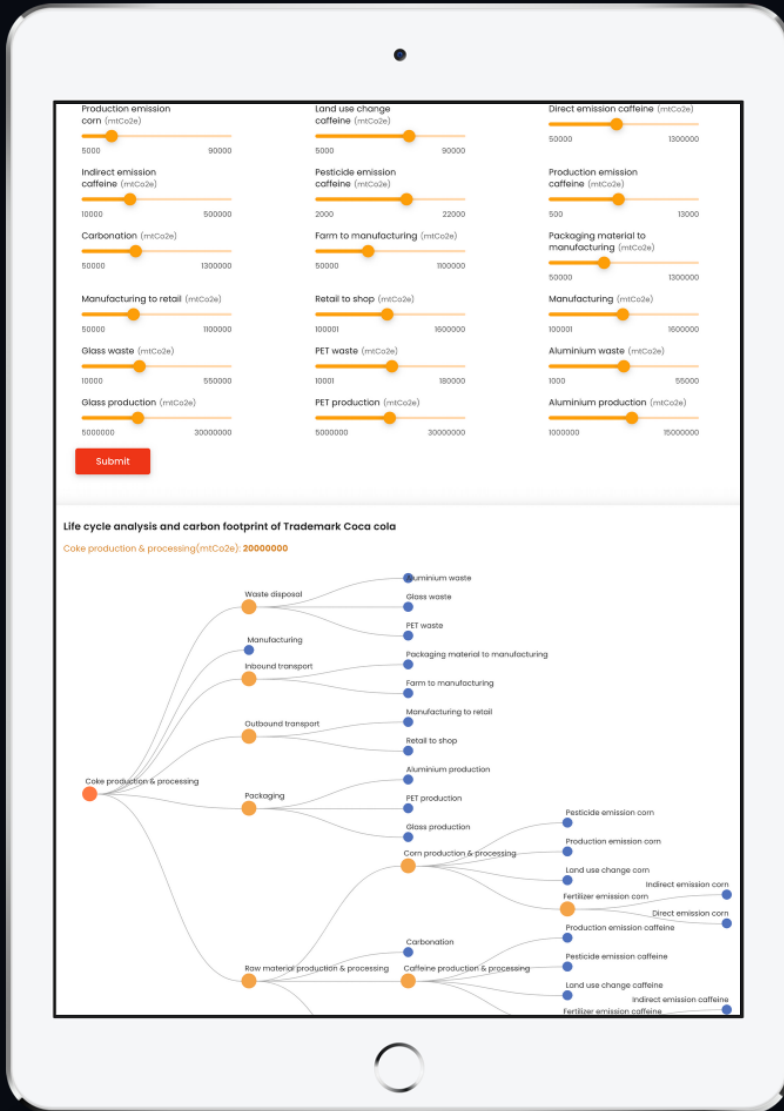 Production emission
corn (mtCo2e)
5000 90000
Land use change
caffeine (mtCo2e)
5000 90000
Direct emission caffeine (mtCo2e)
50000 1300000
Indirect emission
caffeine (mtCo2e)
10000 500000
Pesticide emission
caffeine (mtCo2e)
2000 22000
Production emission
caffeine (mtCo2e)
500 13000
Carbonation (mtCo2e)
50000 1300000
Farm to manufacturing (mtCo2e)
50000 1100000
Packaging material to
manufacturing (mtCo2e)
50000 1300000
Manufacturing to retail (mtCo2e)
50000 1100000
Retail to shop (mtCo2e)
100001 1600000
Manufacturing (mtCo2e)
100001 1600000
Glass waste (mtCo2e)
10000 550000
PET waste (mtCo2e)
10001 180000
Aluminium waste (mtCo2e)
1000 55000
Glass production (mtCo2e)
5000000 30000000
PET production (mtCo2e)
5000000 30000000
Aluminium production (mtCo2e)
1000000 15000000
Submit
Life cycle analysis and carbon footprint of Trademark Coca cola
Coke production & processing(mtCo2e): 20000000
Aluminium waste
Waste disposal
Glass waste
PET waste
Manufacturing
Packaging material to manufacturing
Inbound transport
Farm to manufacturing
Manufacturing to retail
Outbound transport
Retail to shop
Aluminium production
Coke production & processing
Packaging
PET production
Pesticide emission corn
Glass production
Production emission corn
Corn production & processing
Land use change corn
Indirect emission corn
Fertilizer emission corn
Direct emission corn
Production emission caffeine
Carbonation
Pesticide emission caffeine
Raw material production & processing
Caffeine production & processing
Land use change caffeine
Indirect emission caffeine
Fertilizer emission caffeine